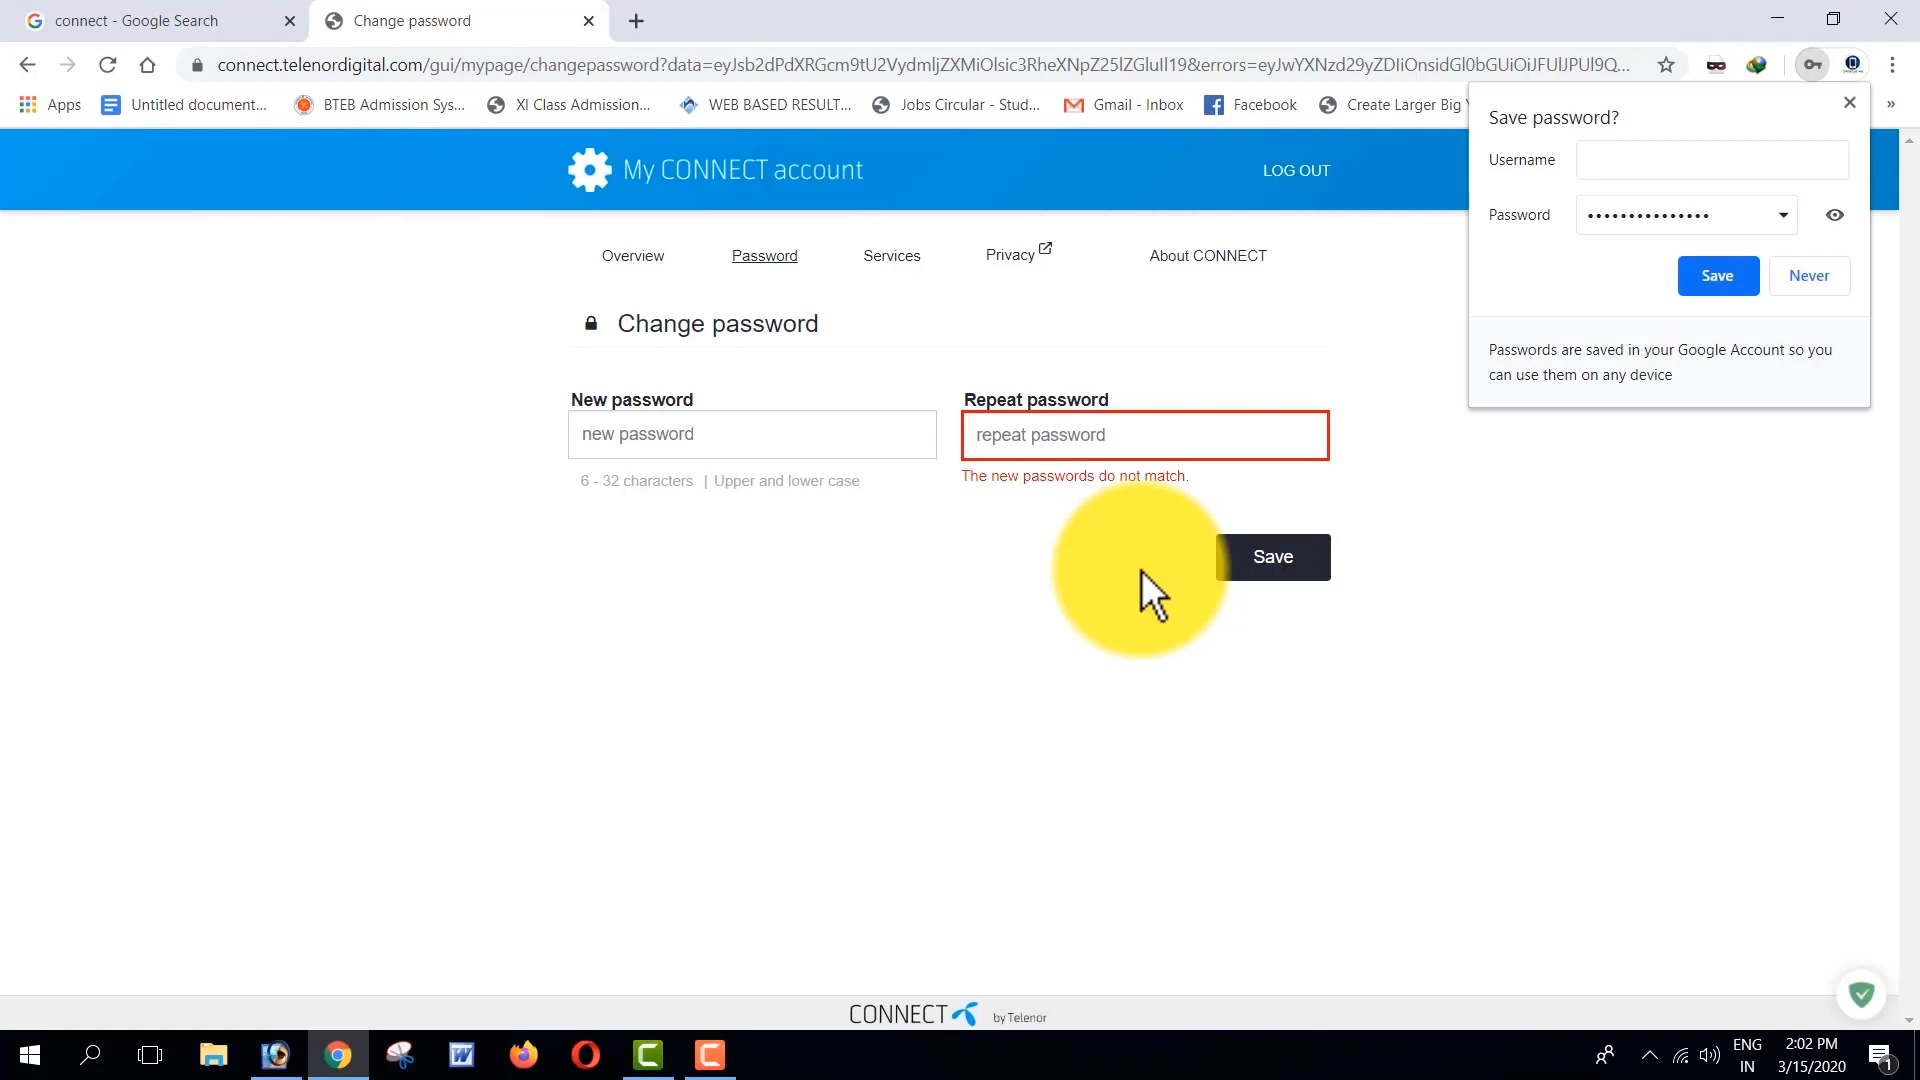 connect - Google Search
Change password
connect.telenordigital.com/gui/mypage/changepassword?data=
Apps
Untitled document...
BTEB Admission Sys...
XI Class Admission...
WEB BASED RESULT...
Jobs Circular - Stud...
Gmail - Inbox
Facebook
Create Larger Big
»
My CONNECT account
LOG OUT
Save password?
Username
Password
•••••••••••••••
Save
Never
Passwords are saved in your Google Account so you
can use them on any device
Overview
Password
Services
Privacy
About CONNECT
Change password
New password
Repeat password
new password
repeat password
6 - 32 characters | Upper and lower case
The new passwords do not match.
Save
CONNECT by Telenor
ENG
IN
2:02 PM
3/15/2020
1